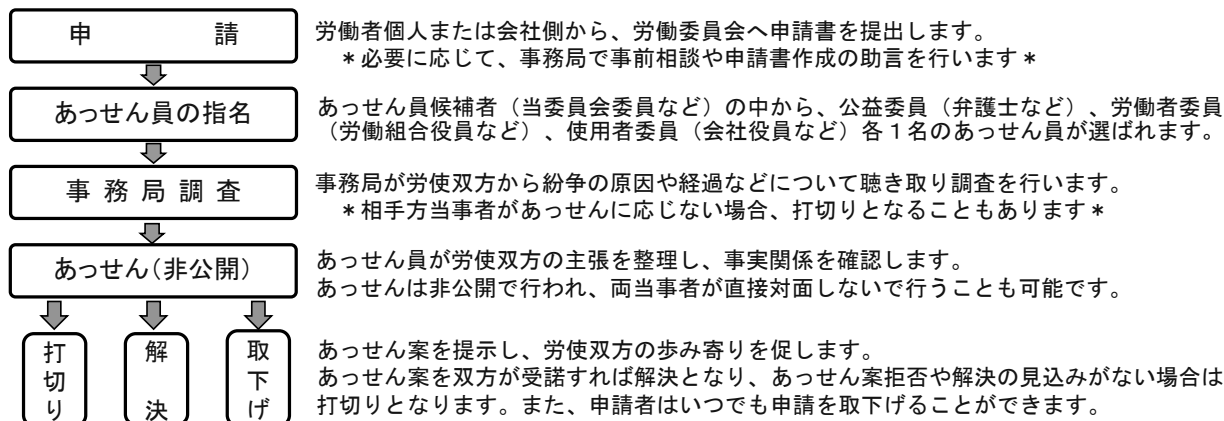 申請
労働者個人または会社側から、労働委員会へ申請書を提出します。
＊必要に応じて、事務局で事前相談や申請書作成の助言を行います＊
あっせん員の指名
あっせん員候補者（当委員会委員など）の中から、公益委員（弁護士など）、労働者委員
（労働組合役員など）、使用者委員（会社役員など）各１名のあっせん員が選ばれます。
事務局調査
事務局が労使双方から紛争の原因や経過などについて聴き取り調査を行います。
＊相手方当事者があっせんに応じない場合、打切りとなることもあります＊
あっせん（非公開）
あっせん員が労使双方の主張を整理し、事実関係を確認します。
あっせんは非公開で行われ、両当事者が直接対面しないで行うことも可能です。
打切り
解決
取下げ
あっせん案を提示し、労使双方の歩み寄りを促します。
あっせん案を双方が受諾すれば解決となり、あっせん案拒否や解決の見込みがない場合は
打切りとなります。また、申請者はいつでも申請を取下げることができます。